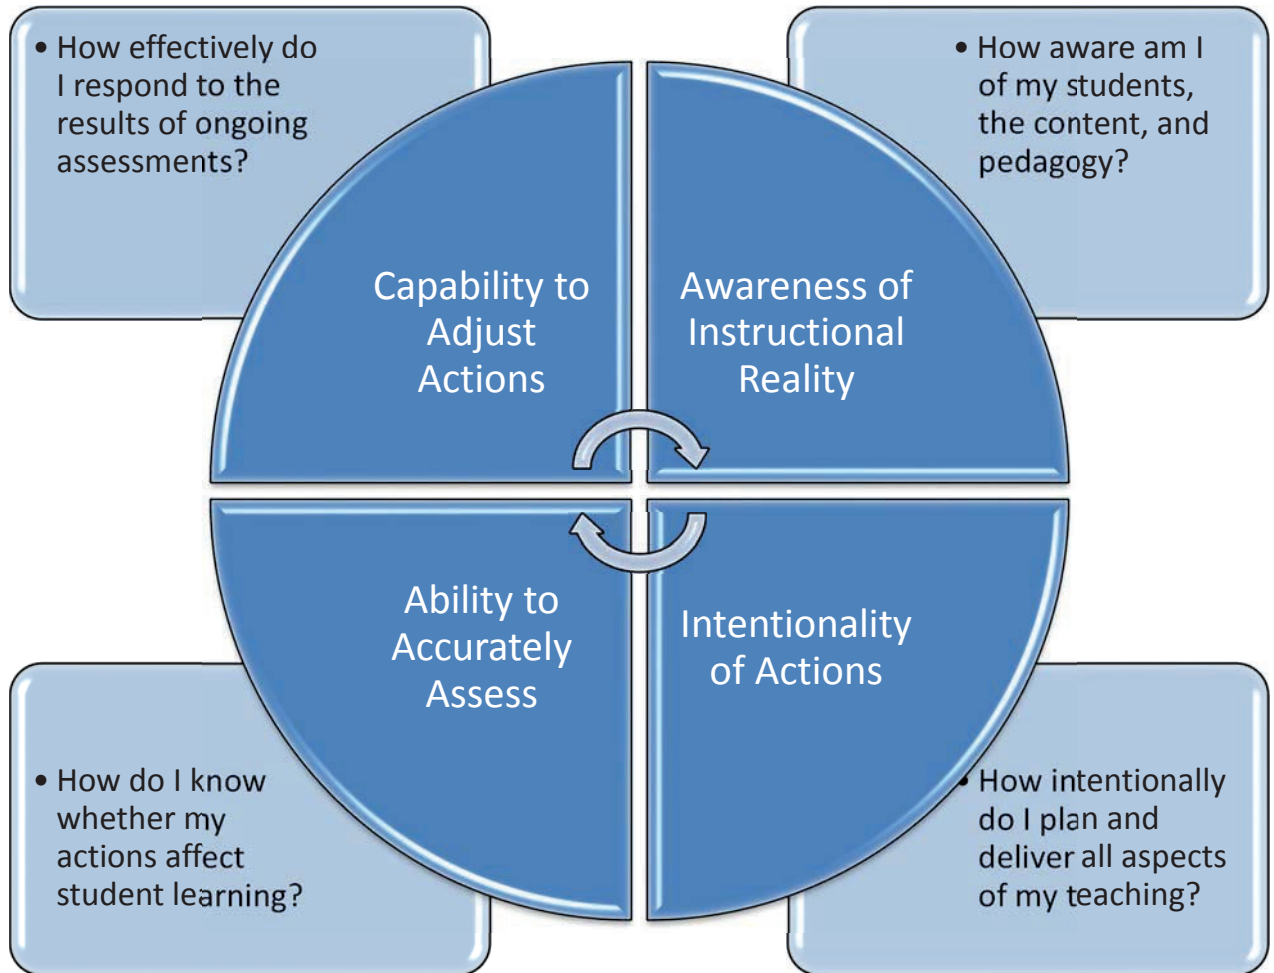 • How effectively do
I respond to the
results of ongoing
assessments?
• How aware am I
of my students,
the content, and
pedagogy?
Capability to
Adjust
Actions
Awareness of
Instructional
Reality
Ability to
Accurately
Assess
Intentionality
of Actions
• How do I know
whether my
actions affect
student learning?
• How intentionally
do I plan and
deliver all aspects
of my teaching?